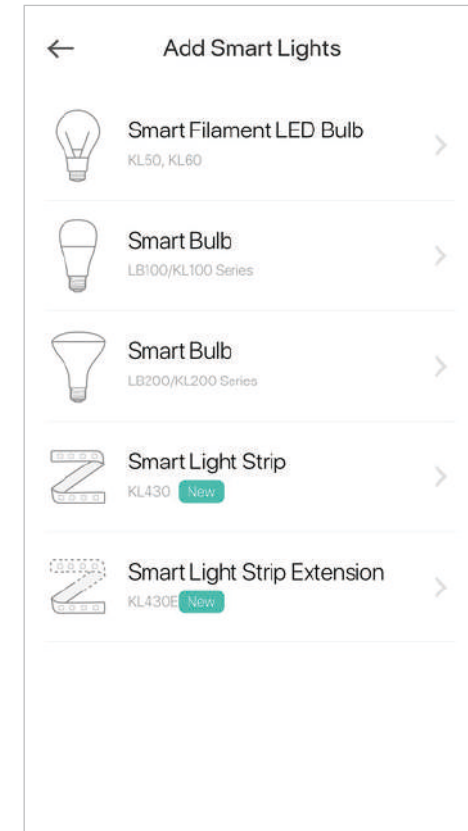 Add Smart Lights
Smart Filament LED Bulb
KL50, KL60
Smart Bulb
LB100/KL100 Series
Smart Bulb
LB200/KL200 Series
Smart Light Strip
KL430 New
Smart Light Strip Extension
KL430E New